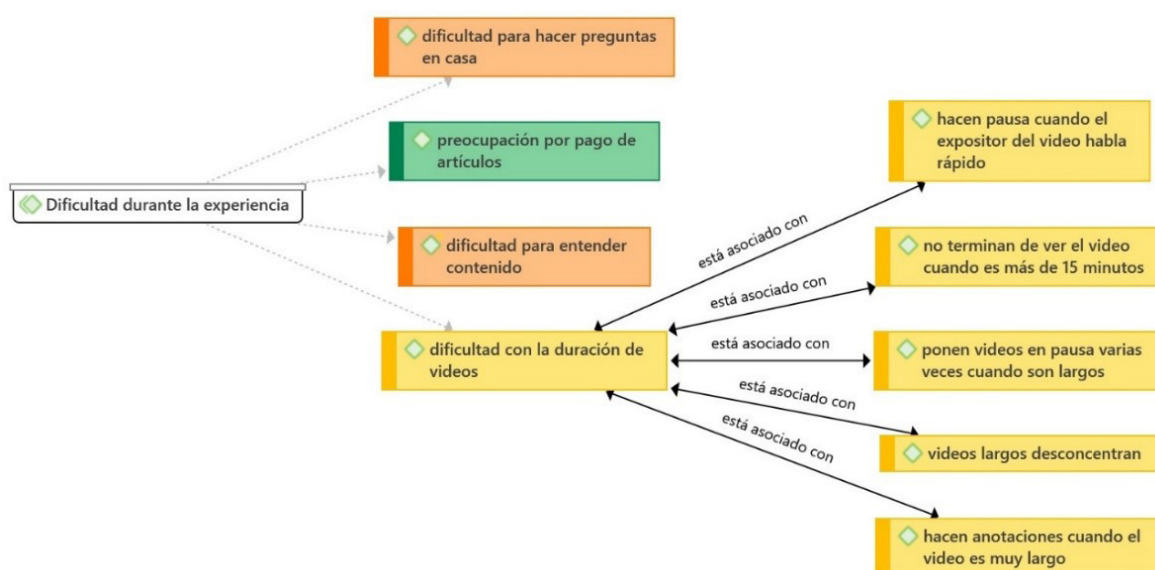 dificultad para hacer preguntas
en casa
preocupación por pago de
artículos
Dificultad durante la experiencia
dificultad para entender
contenido
dificultad con la duración de
videos
está asociado con
está asociado con
está asociado con
está asociado con
está asociado con
hacen pausa cuando el
expositor del video habla
rápido
no terminan de ver el video
cuando es más de 15 minutos
ponen videos en pausa varias
veces cuando son largos
videos largos desconcentran
hacen anotaciones cuando el
video es muy largo